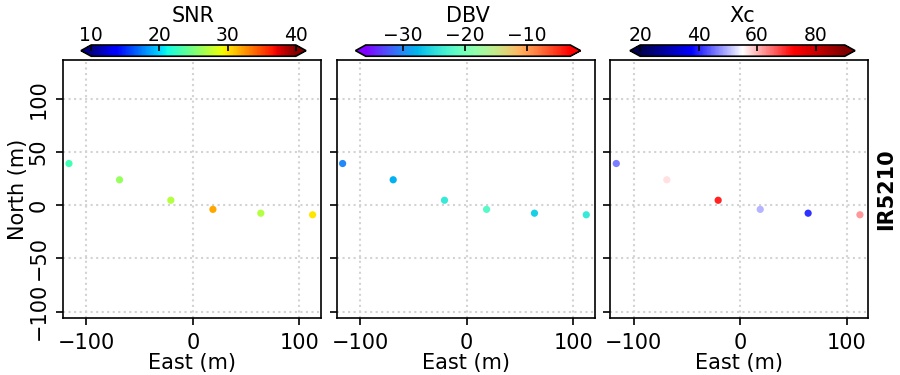 SNR DBV Xc
10 20 30 40 −30 −20 −10 20 40 60 80
North (m)
100
50
0
−50
−100
IR5210
−100 0 100 −100 0 100 −100 0 100
East (m) East (m) East (m)